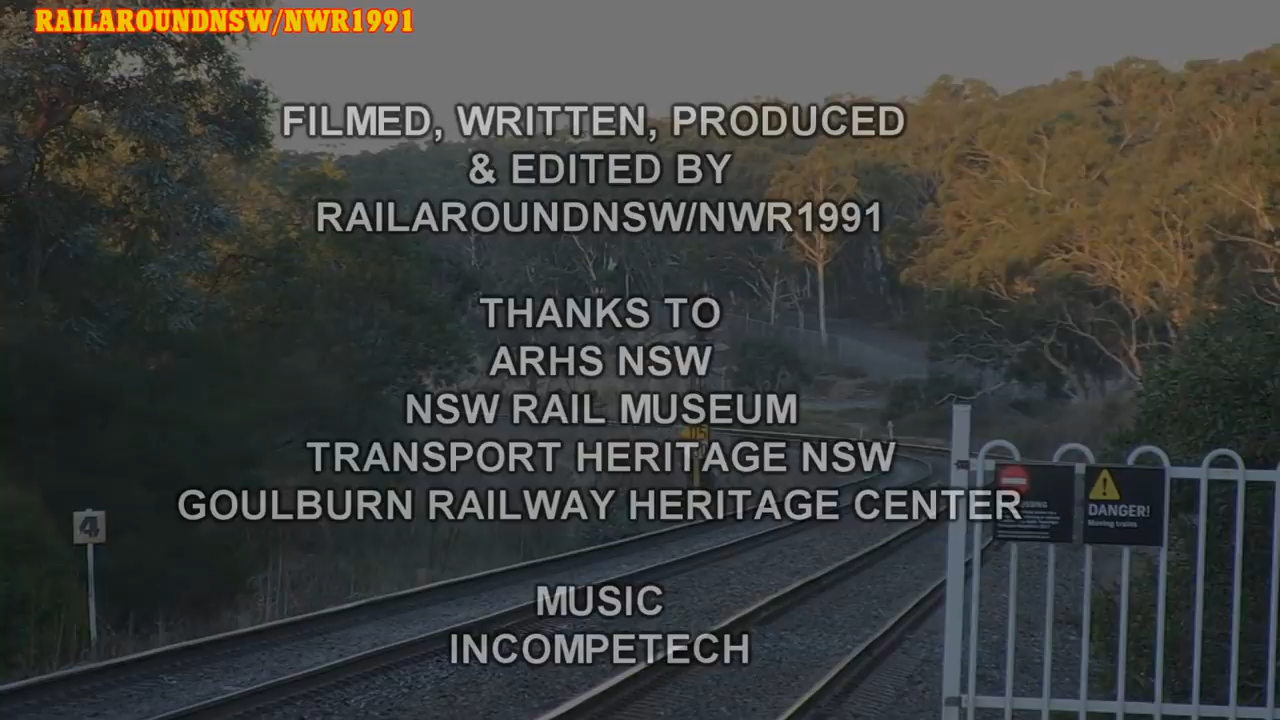 RAILAROUNDNSW/NWR1991
FILMED, WRITTEN, PRODUCED
& EDITED BY
RAILAROUNDNSW/NWR1991
THANKS TO
ARHS NSW
NSW RAIL MUSEUM
TRANSPORT HERITAGE NSW
GOULBURN RAILWAY HERITAGE CENTER
MUSIC
INCOMPETECH
4
115
DANGER!
Moving trains